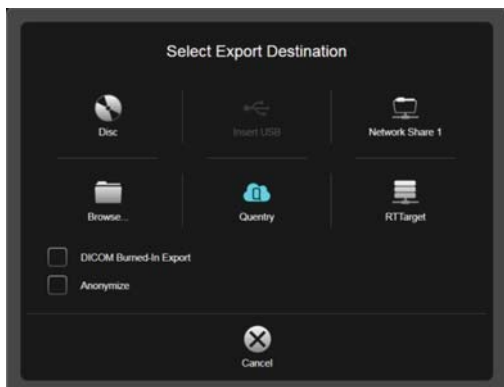 Select Export Destination
Disc
Insert USB
Network Share 1
Browse...
Quentry
RTTarget
DICOM Burned-In Export
Anonymize
Cancel